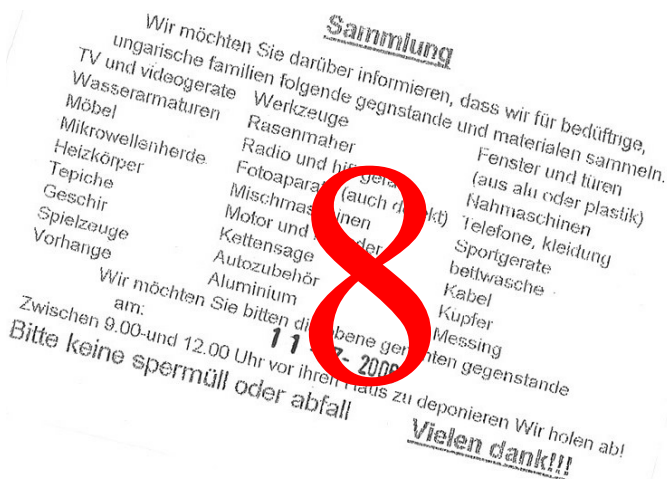 Sammlung
Wir möchten Sie darüber informieren, dass wir für bedüftige,
ungarische familien folgende gegnstande und materialen sammeln.
TV und videogerate
Wasserarmaturen
Möbel
Mikrowellenherde
Heizkörper
Tepiche
Geschir
Spielzeuge
Vorhange
Werkzeuge
Rasenmaher
Radio und hifi
(auch
Mischmaschinen
Motor und
Kettensage
Autozubehör
Aluminium
Fenster und türen
(aus alu oder plastik)
Nahmaschinen
Telefone, kleidung
Sportgerate
bettwasche
Kabel
Kupfer
Messing
Wir möchten Sie bitten die gegenstande
am: 11
Zwischen 9.00-und 12.00 Uhr vor ihren Haus zu deponieren Wir holen ab!
Bitte keine spermüll oder abfall
Vielen dank!!!
8